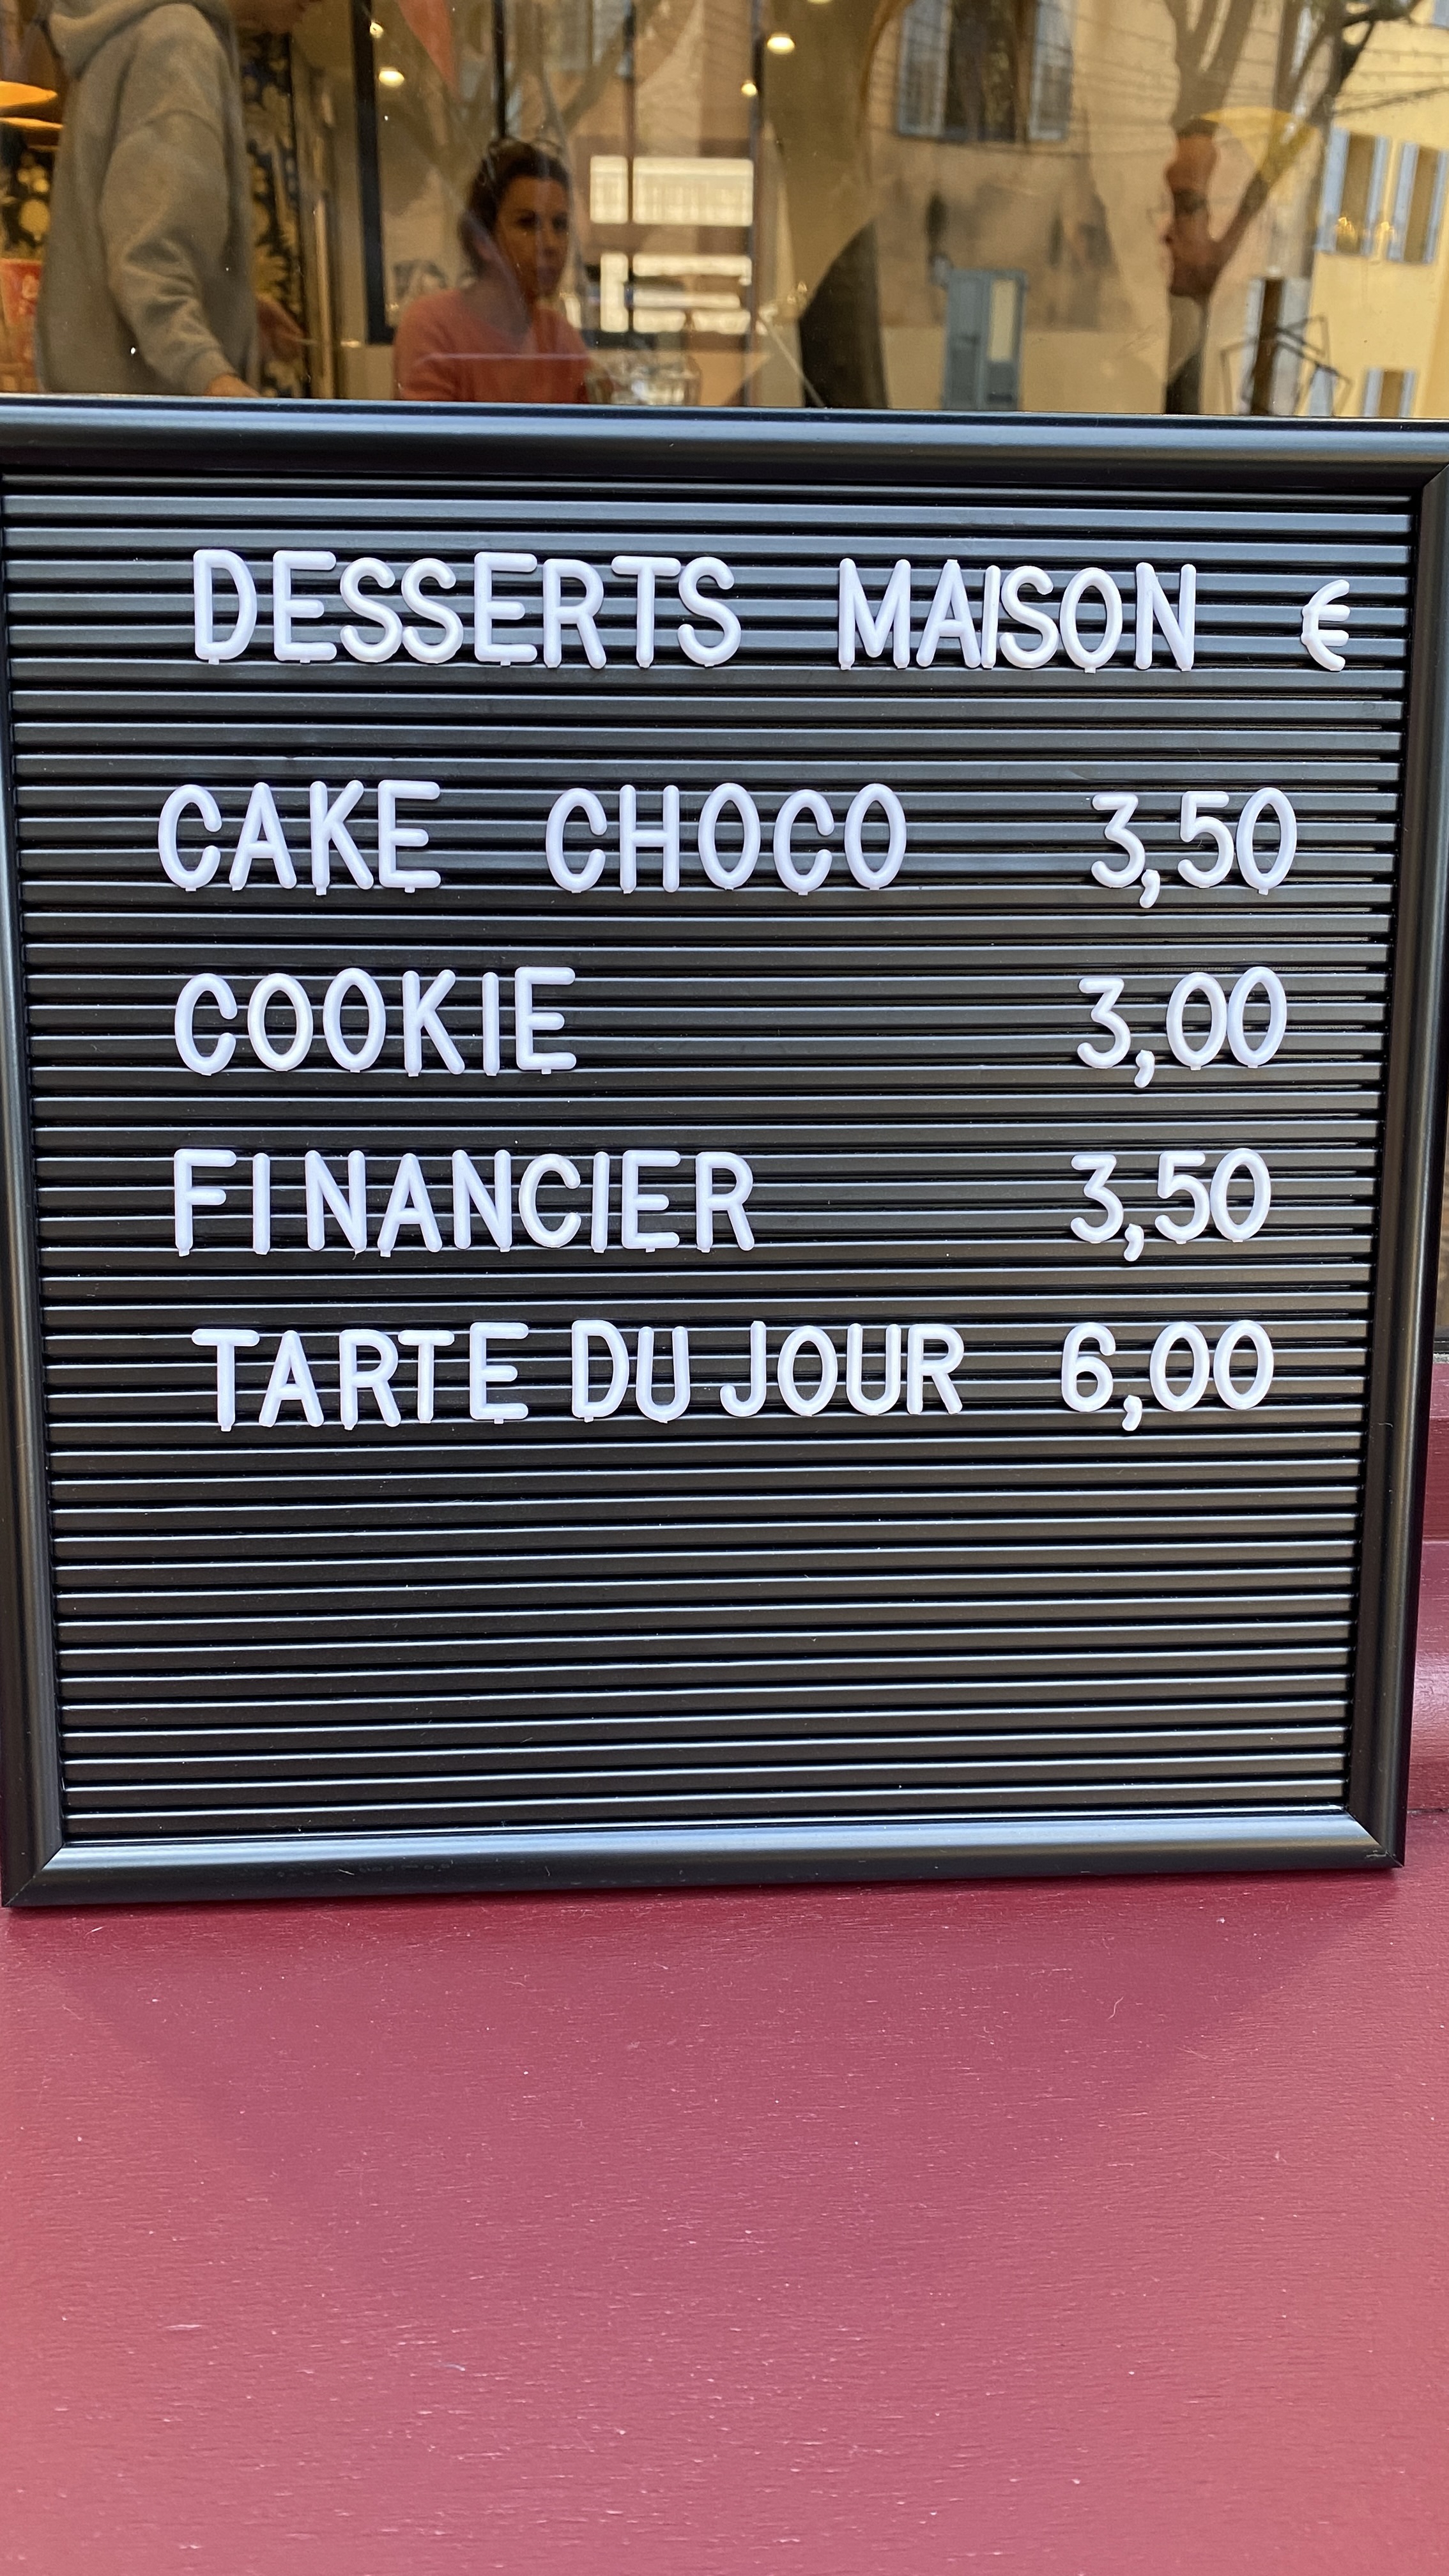 DESSERTS MAISON €
CAKE CHOCO 3,50
COOKIE 3,00
FINANCIER 3,50
TARTE DU JOUR 6,00